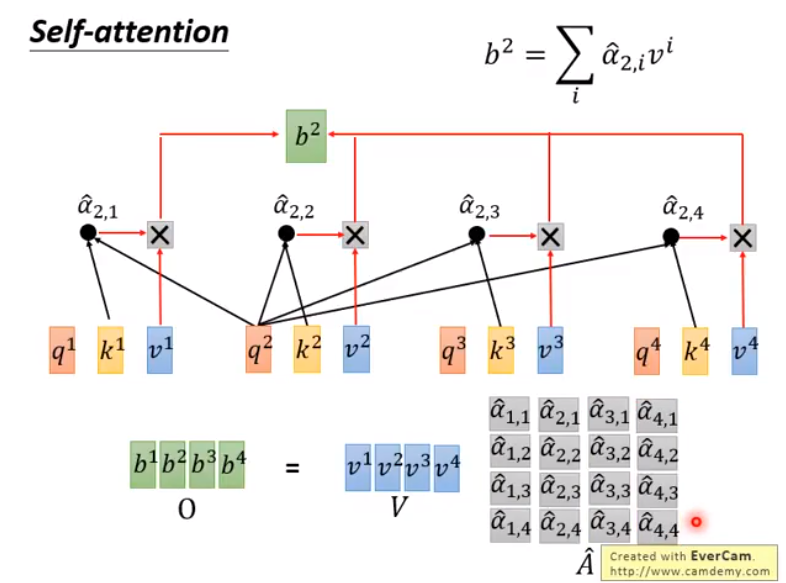 Self-attention
b² = ∑ᵢ α̂₂,ᵢvⁱ
b²
α̂₂,₁ α̂₂,₂ α̂₂,₃ α̂₂,₄
× × × ×
q¹ k¹ v¹ q² k² v² q³ k³ v³ q⁴ k⁴ v⁴
α̂₁,₁ α̂₂,₁ α̂₃,₁ α̂₄,₁
α̂₁,₂ α̂₂,₂ α̂₃,₂ α̂₄,₂
b¹ b² b³ b⁴ = v¹ v² v³ v⁴
α̂₁,₃ α̂₂,₃ α̂₃,₃ α̂₄,₃
α̂₁,₄ α̂₂,₄ α̂₃,₄ α̂₄,₄
O V Â
Created with EverCam.
http://www.camdemy.com